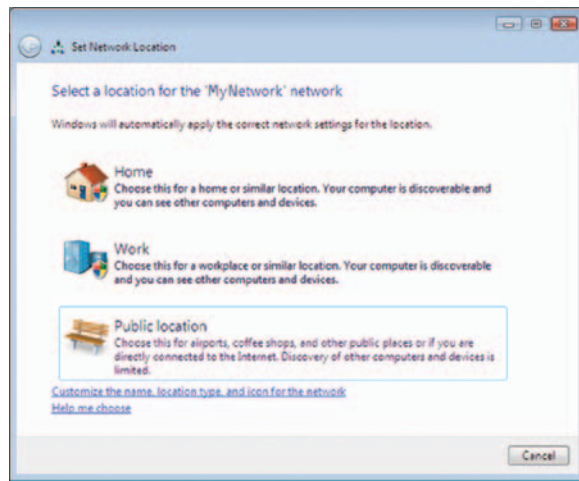 Set Network Location
Select a location for the 'MyNetwork' network
Windows will automatically apply the correct network settings for the location.
Home
Choose this for a home or similar location. Your computer is discoverable and
you can see other computers and devices.
Work
Choose this for a workplace or similar location. Your computer is discoverable
and you can see other computers and devices.
Public location
Choose this for airports, coffee shops, and other public places or if you are
directly connected to the Internet. Discovery of other computers and devices is
limited.
Customize the name, location type, and icon for the network
Help me choose
Cancel